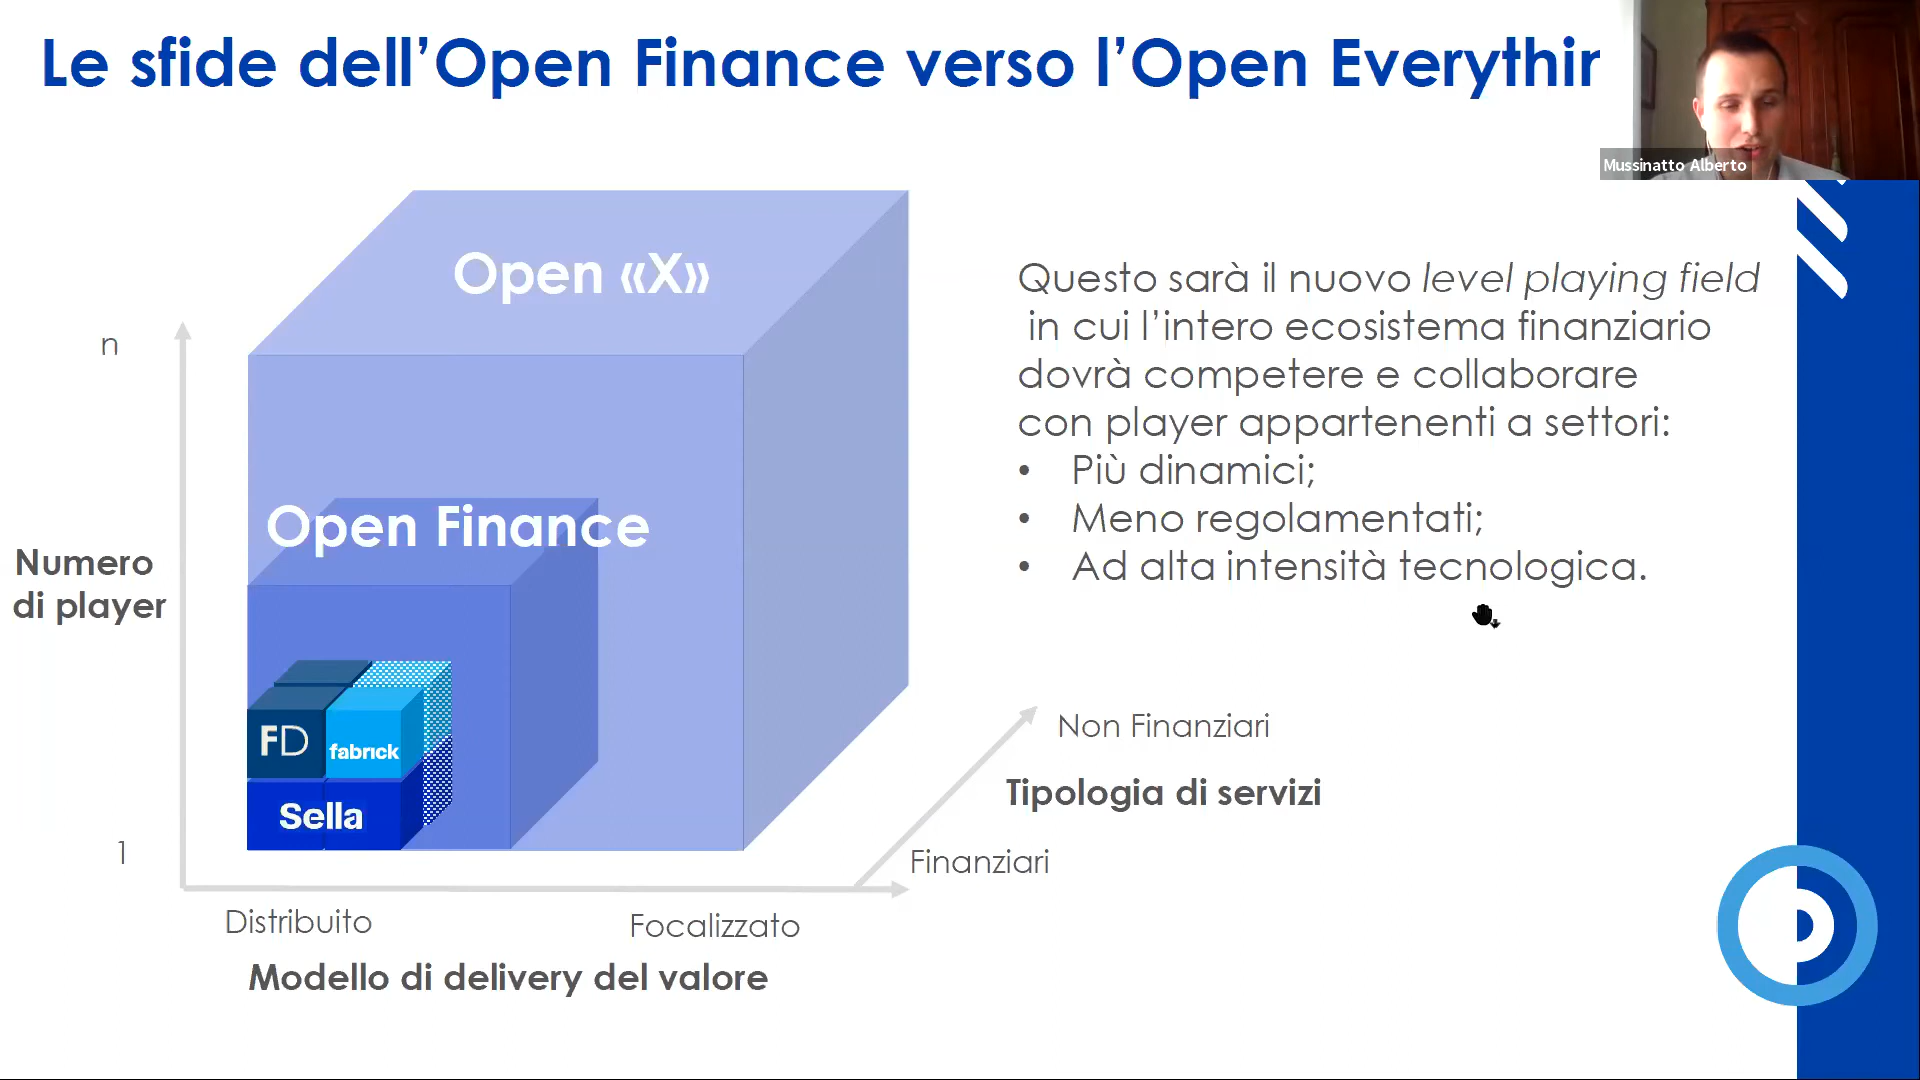 Le sfide dell’Open Finance verso l’Open Everythin
Mussinatto Alberto
Open «X»
Questo sarà il nuovo level playing field
in cui l’intero ecosistema finanziario
dovrà competere e collaborare
con player appartenenti a settori:
• Più dinamici;
• Meno regolamentati;
• Ad alta intensità tecnologica.
n
Open Finance
Numero
di player
FD
fabrick
Sella
1
Non Finanziari
Tipologia di servizi
Finanziari
Distribuito
Focalizzato
Modello di delivery del valore